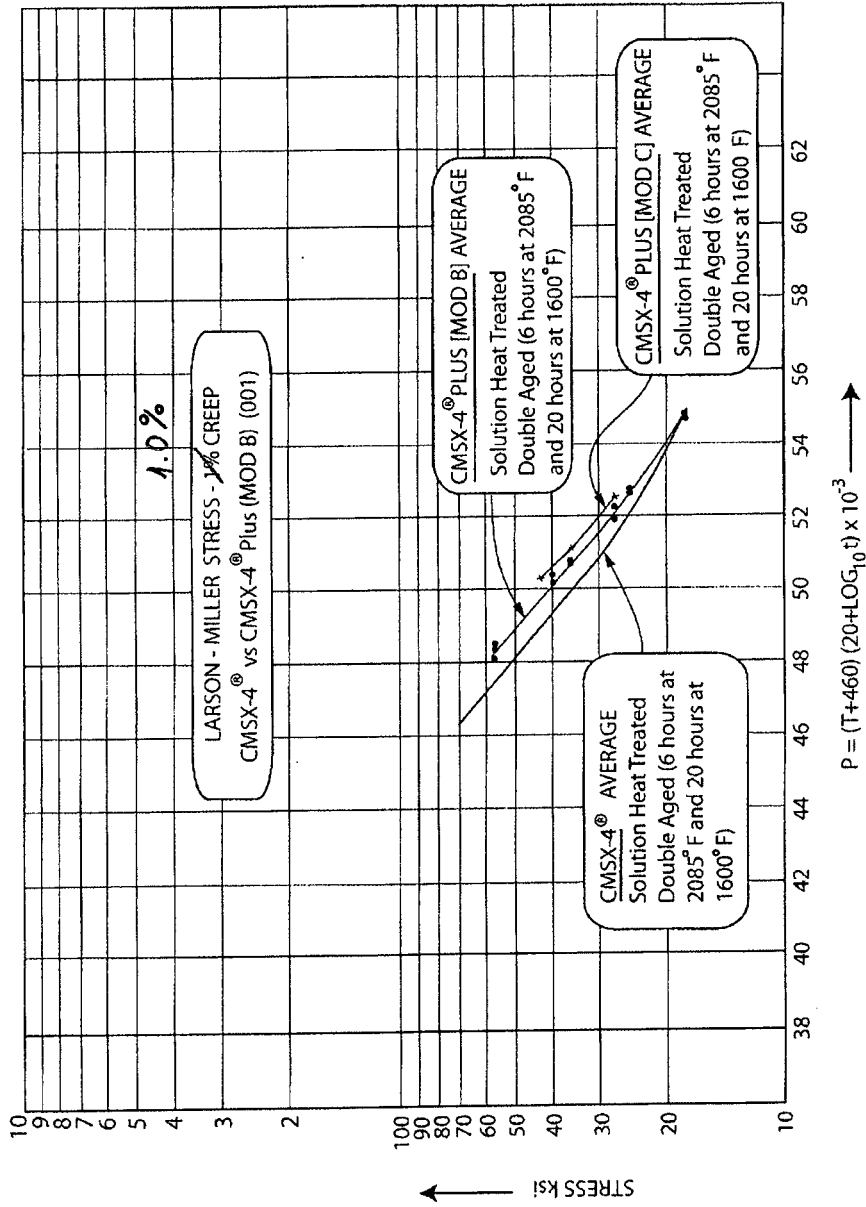 1.0%
LARSON - MILLER STRESS - 1% CREEP
CMSX-4® vs CMSX-4® Plus (MOD B) (001)
CMSX-4® PLUS [MOD B] AVERAGE
Solution Heat Treated
Double Aged (6 hours at 2085°F
and 20 hours at 1600°F)
CMSX-4® PLUS [MOD C] AVERAGE
Solution Heat Treated
Double Aged (6 hours at 2085°F
and 20 hours at 1600 F)
CMSX-4® AVERAGE
Solution Heat Treated
Double Aged (6 hours at
2085°F and 20 hours at
1600°F)
10
9
8
7
6
5
4
3
2
100
90
80
70
60
50
40
30
20
10
STRESS ksi
38
40
42
44
46
48
50
52
54
56
58
60
62
P = (T+460) (20+LOG10 t) x 10-3